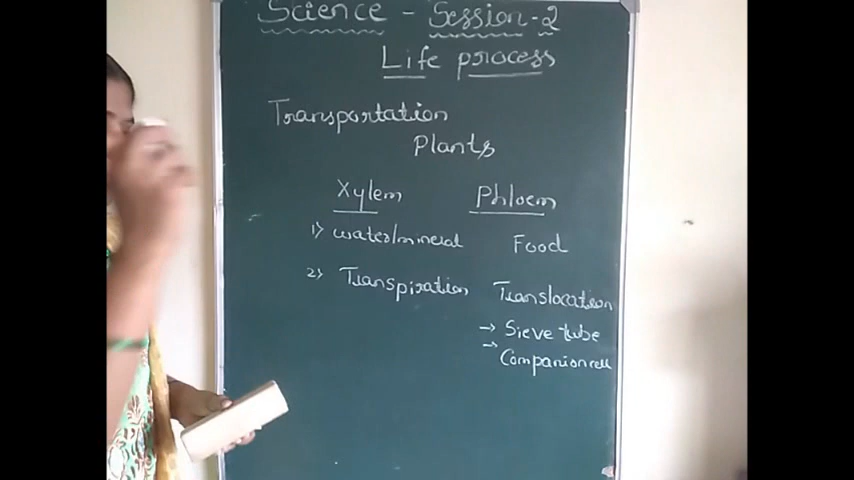 Science - Session-2
Life process
Transportation
Plants
Xylem Phloem
1) water/mineral Food
2) Transpiration Translocation
→ Sieve tube
→ Companion cell